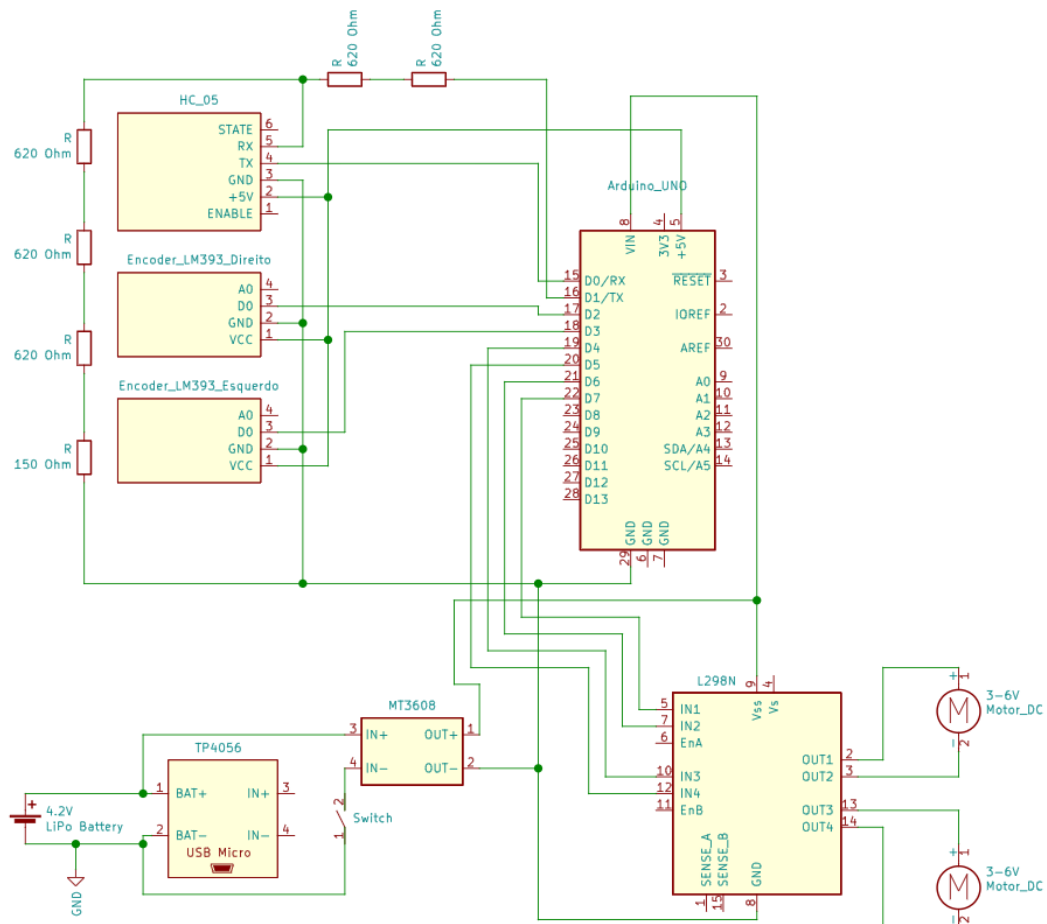 R
620 Ohm
R
620 Ohm
HC_05
STATE 6
RX 5
TX 4
GND 3
+5V 2
ENABLE 1
R
620 Ohm
R
620 Ohm
R
620 Ohm
R
150 Ohm
Encoder_LM393_Direito
A0 4
D0 3
GND 2
VCC 1
Encoder_LM393_Esquerdo
A0 4
D0 3
GND 2
VCC 1
Arduino_UNO
8 4 5
VIN 3V3 +5V
15 D0/RX RESET 3
16 D1/TX
17 D2 IOREF 2
18 D3
19 D4 AREF 30
20 D5
21 D6 A0 9
22 D7 A1 10
23 D8 A2 11
24 D9 A3 12
25 D10 SDA/A4 13
26 D11 SCL/A5 14
27 D12
28 D13
GND GND GND
29 6 7
L298N
9 4
Vss Vs
5 IN1
7 IN2
6 EnA
10 IN3
12 IN4
11 EnB
OUT1 2
OUT2 3
OUT3 13
OUT4 14
SENSE_A SENSE_B GND
1 15 8
+ 1
M
3-6V
Motor_DC
2
+ 1
M
3-6V
Motor_DC
2
MT3608
3 IN+ OUT+ 1
4 IN- OUT- 2
TP4056
1 BAT+ IN+ 3
2 BAT- IN- 4
USB Micro
2
Switch
1
+
4.2V
LiPo Battery
GND